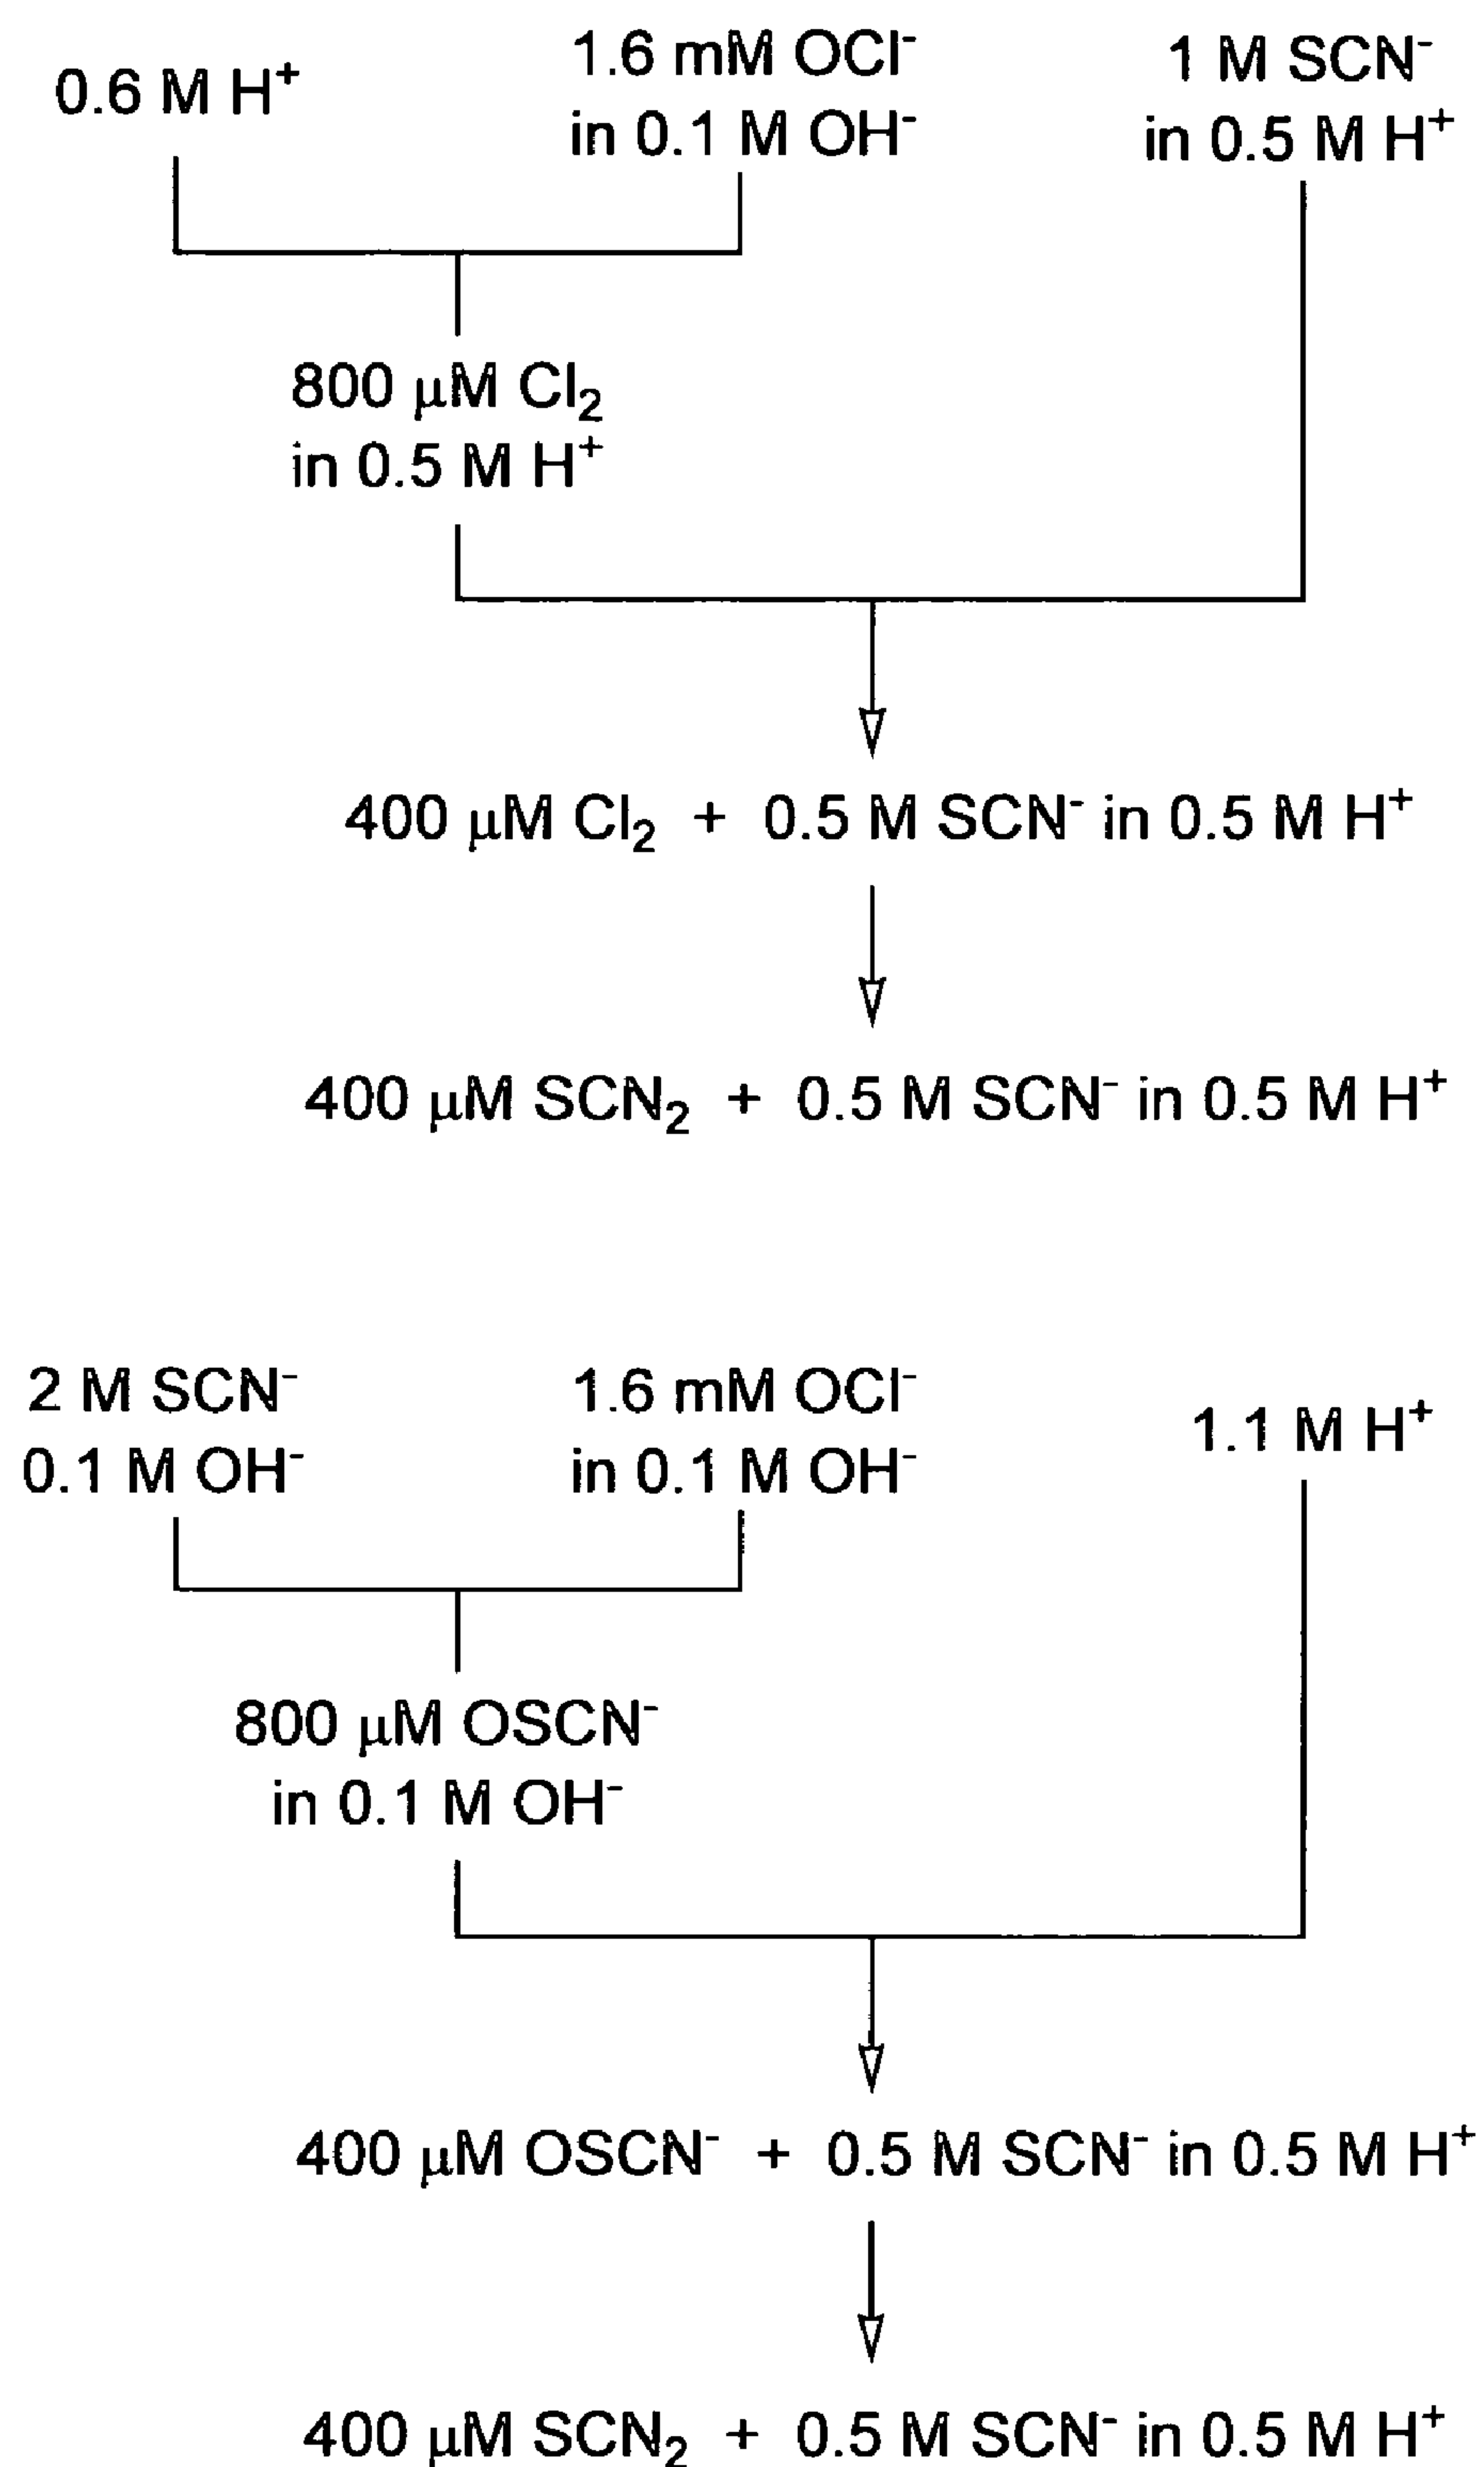 0.6 M H⁺
1.6 mM OCl⁻
in 0.1 M OH⁻
1 M SCN⁻
in 0.5 M H⁺
800 μM Cl₂
in 0.5 M H⁺
400 μM Cl₂ + 0.5 M SCN⁻ in 0.5 M H⁺
400 μM SCN₂ + 0.5 M SCN⁻ in 0.5 M H⁺
2 M SCN⁻
0.1 M OH⁻
1.6 mM OCl⁻
in 0.1 M OH⁻
1.1 M H⁺
800 μM OSCN⁻
in 0.1 M OH⁻
400 μM OSCN⁻ + 0.5 M SCN⁻ in 0.5 M H⁺
400 μM SCN₂ + 0.5 M SCN⁻ in 0.5 M H⁺